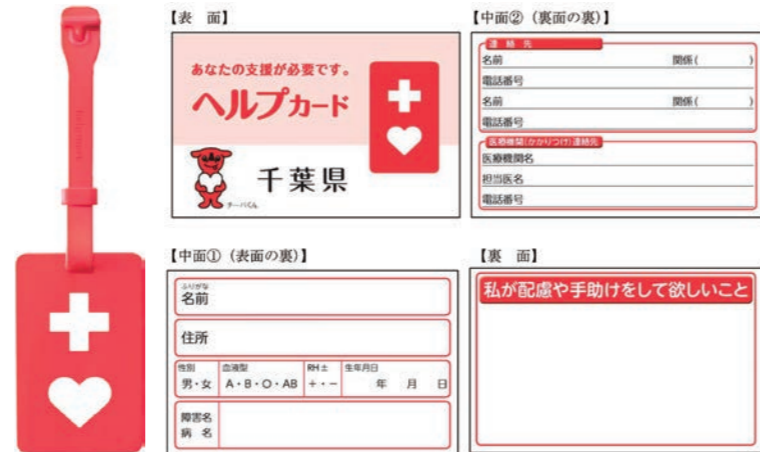 【表　面】
あなたの支援が必要です。
ヘルプカード
千葉県
チーバくん
【中面②（裏面の裏）】
連 絡 先
名前　関係(　)
電話番号
名前　関係(　)
電話番号
医療機関(かかりつけ)連絡先
医療機関名
担当医名
電話番号
【中面①（表面の裏）】
ふりがな
名前
住所
性別　血液型　RH±　生年月日
男・女　A・B・O・AB　＋・－　年　月　日
障害名
病　名
【裏　面】
私が配慮や手助けをして欲しいこと